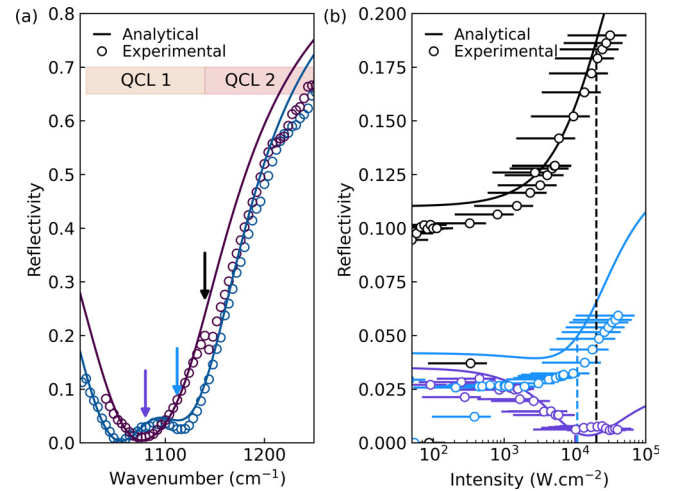 (a)
0.8
0.7
0.6
0.5
0.4
0.3
0.2
0.1
0.0
Reflectivity
Analytical
Experimental
QCL 1
QCL 2
1100
1200
Wavenumber (cm⁻¹)
(b)
0.200
0.175
0.150
0.125
0.100
0.075
0.050
0.025
0.000
Reflectivity
Analytical
Experimental
10²
10³
10⁴
10⁵
Intensity (W.cm⁻²)